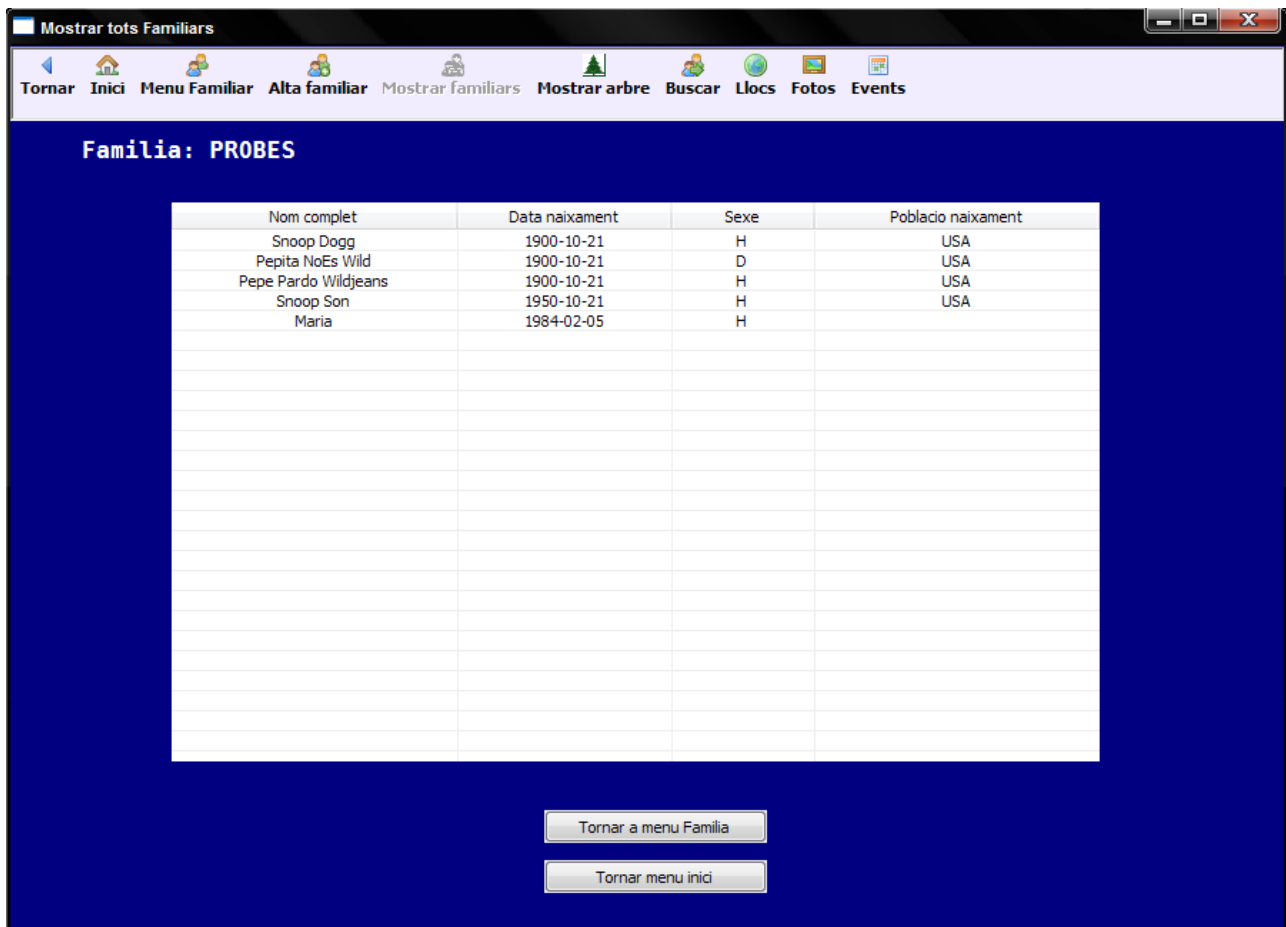 Mostrar tots Familiars
Tornar Inici Menu Familiar Alta familiar Mostrar familiars Mostrar arbre Buscar Llocs Fotos Events
Familia: PROBES
Nom complet Data naixament Sexe Poblacio naixament
Snoop Dogg 1900-10-21 H USA
Pepita NoEs Wild 1900-10-21 D USA
Pepe Pardo Wildjeans 1900-10-21 H USA
Snoop Son 1950-10-21 H USA
Maria 1984-02-05 H
Tornar a menu Familia
Tornar menu inici